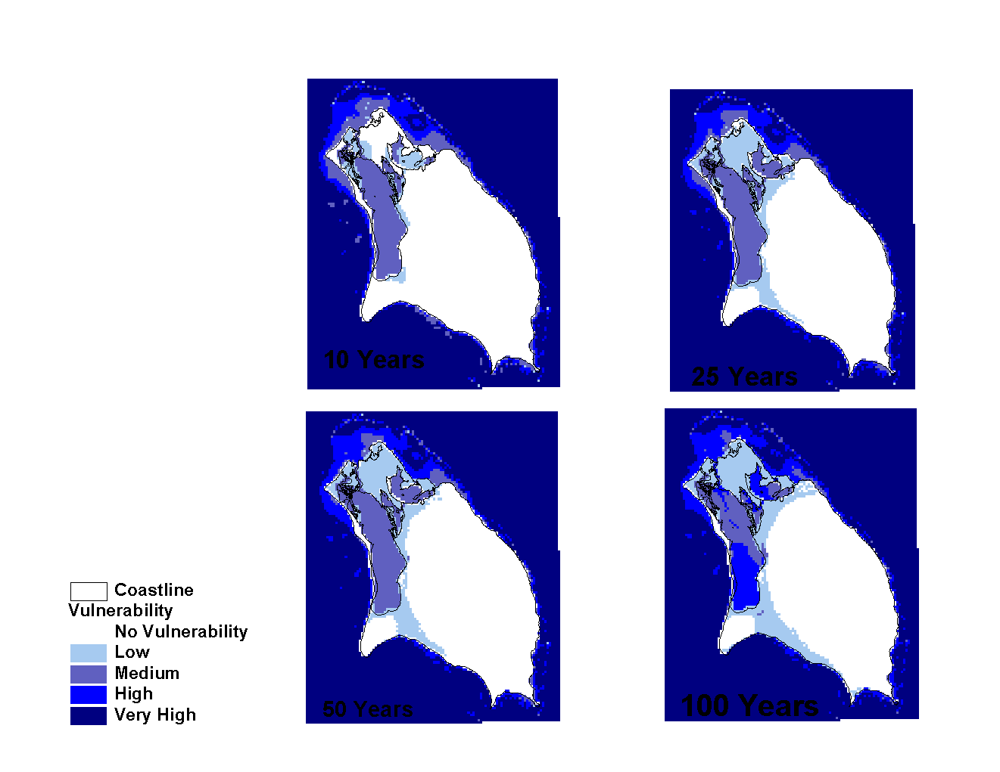 10 Years
25 Years
50 Years
100 Years
Coastline
Vulnerability
No Vulnerability
Low
Medium
High
Very High